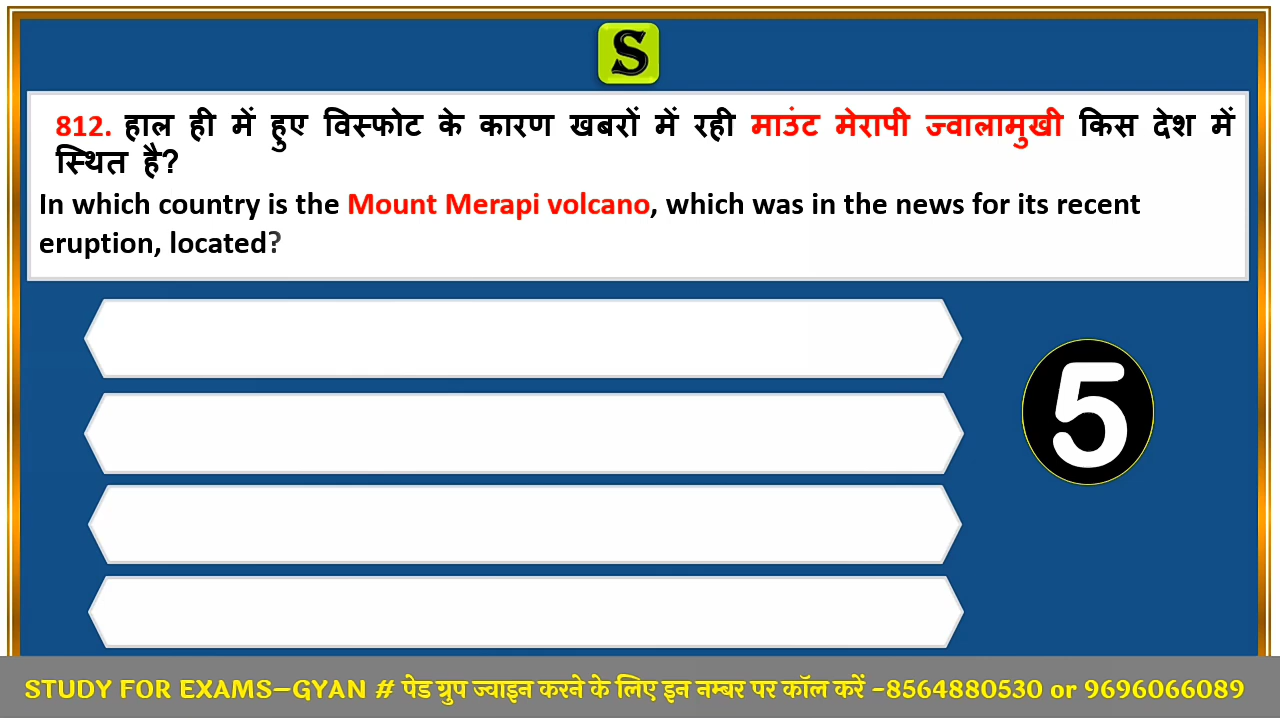 S
812. हाल ही में हुए विस्फोट के कारण खबरों में रही माउंट मेरापी ज्वालामुखी किस देश में
स्थित है?
In which country is the Mount Merapi volcano, which was in the news for its recent
eruption, located?
5
STUDY FOR EXAMS–GYAN # पेड ग्रुप ज्वाइन करने के लिए इन नम्बर पर कॉल करें -8564880530 or 9696066089